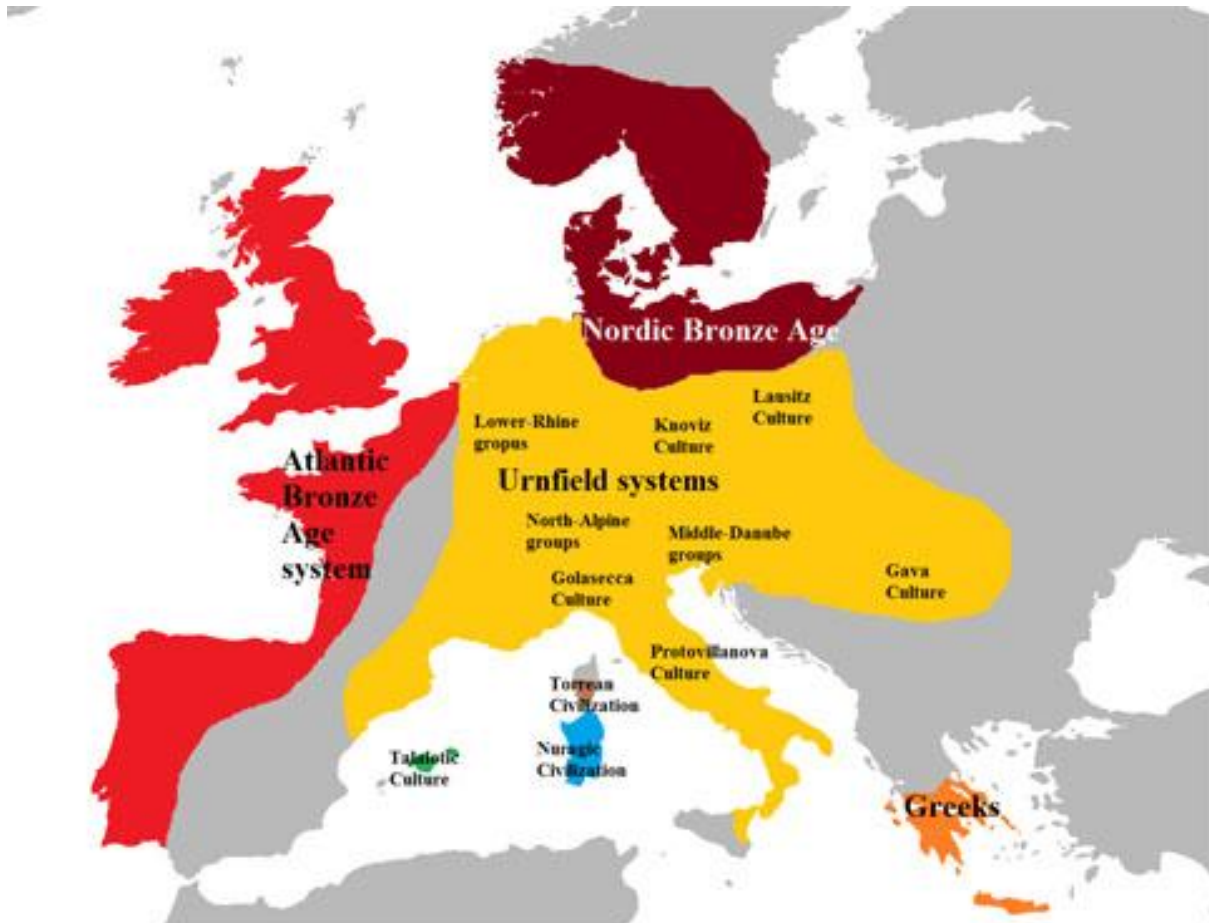 Nordic Bronze Age
Lausitz
Culture
Lower-Rhine
gropus
Knoviz
Culture
Atlantic
Bronze
Age
system
Urnfield systems
North-Alpine
groups
Middle-Danube
groups
Golasecca
Culture
Gava
Culture
Protovillanova
Culture
Torrean
Civilization
Nuragic
Civilization
Talaiotic
Culture
Greeks